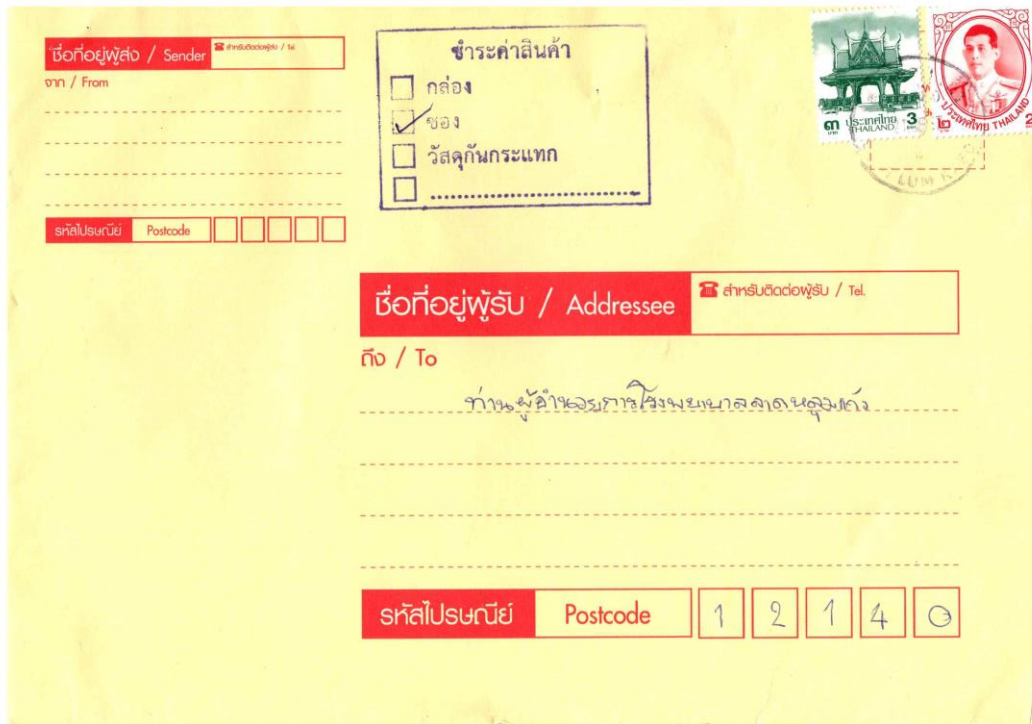 ชื่อที่อยู่ผู้ส่ง / Sender ☎ สำหรับติดต่อผู้ส่ง / Tel.
จาก / From
รหัสไปรษณีย์ Postcode
ชำระค่าสินค้า
กล่อง
ซอง
วัสดุกันกระแทก
๓ บาท ประเทศไทย THAILAND 3
๒ บาท ประเทศไทย THAILAND 2
ชื่อที่อยู่ผู้รับ / Addressee ☎ สำหรับติดต่อผู้รับ / Tel.
ถึง / To
ท่านผู้อำนวยการโรงพยาบาลลาดหลุมแก้ว
รหัสไปรษณีย์ Postcode 1 2 1 4 0